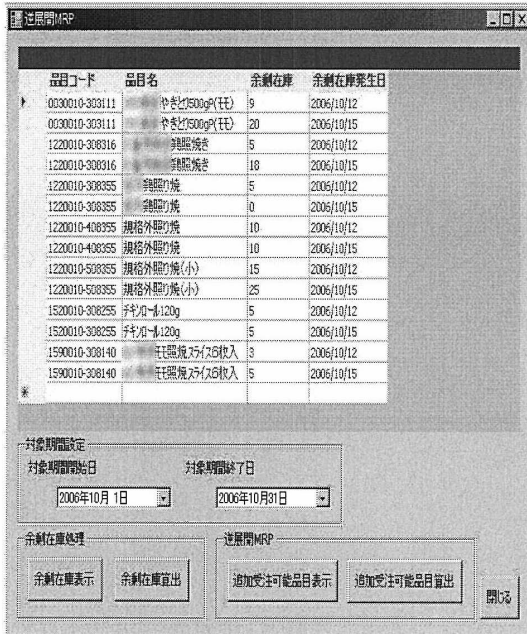 逆展開MRP
品目コード 品目名 余剰在庫 余剰在庫発生日
0030010-303111 やきとり500gP(モモ) 9 2006/10/12
0030010-303111 やきとり500gP(モモ) 20 2006/10/15
1220010-308316 鶏照焼き 5 2006/10/12
1220010-308316 鶏照焼き 18 2006/10/15
1220010-308355 鶏照り焼 5 2006/10/12
1220010-308355 鶏照り焼 0 2006/10/15
1220010-408355 規格外照り焼 10 2006/10/12
1220010-408355 規格外照り焼 10 2006/10/15
1220010-508355 規格外照り焼(小) 15 2006/10/12
1220010-508355 規格外照り焼(小) 25 2006/10/15
1520010-308255 チキンロール120g 5 2006/10/12
1520010-308255 チキンロール120g 5 2006/10/15
1590010-308140 モモ照焼スライス6枚入 3 2006/10/12
1590010-308140 モモ照焼スライス6枚入 5 2006/10/15
対象期間設定
対象期間開始日 対象期間終了日
2006年10月 1日 2006年10月31日
余剰在庫処理 逆展開MRP
余剰在庫表示 余剰在庫算出 追加受注可能品目表示 追加受注可能品目算出 閉じる